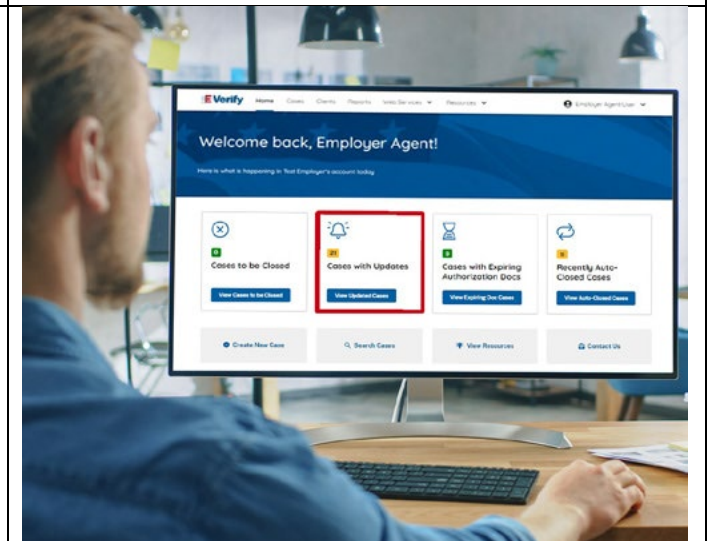 E Verify Home Cases Clients Reports Web Services Resources Employer Agent User
Welcome back, Employer Agent!
Here is what is happening in Test Employer's account today
0
Cases to be Closed
View Cases to be Closed
21
Cases with Updates
View Updated Cases
0
Cases with Expiring
Authorization Docs
View Expiring Doc Cases
Recently Auto-
Closed Cases
View Auto-Closed Cases
Create New Case
Search Cases
View Resources
Contact Us